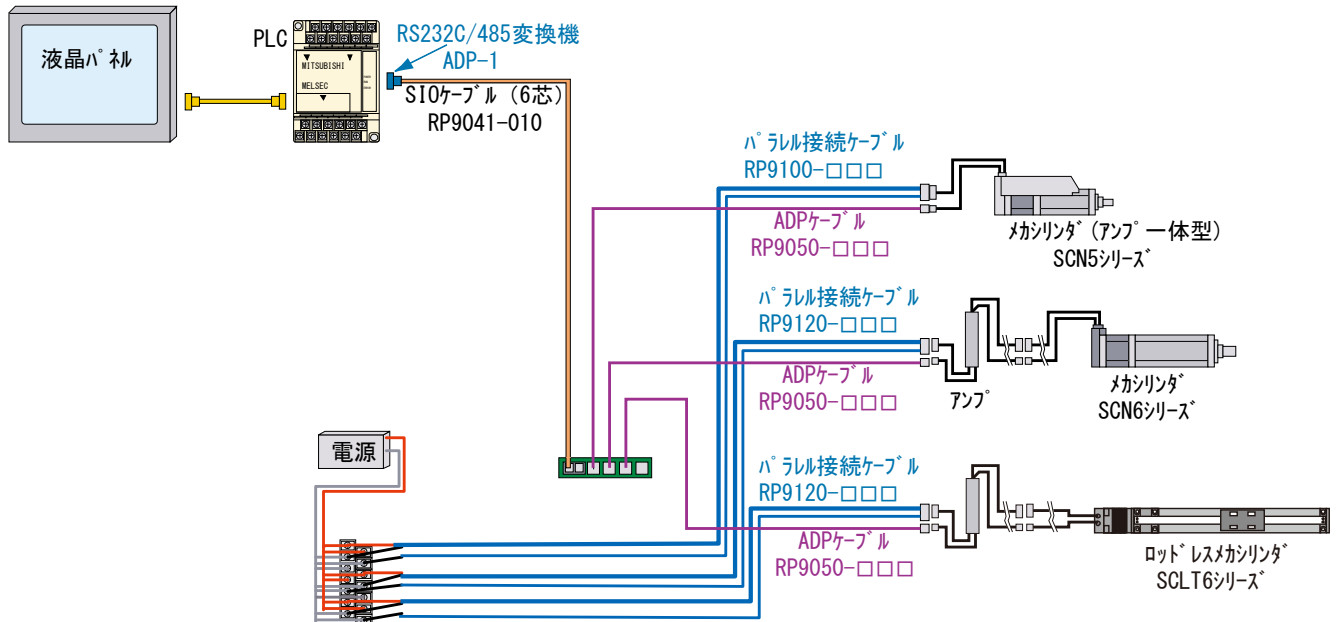 液晶パネル
PLC
MITSUBISHI
MELSEC
RS232C/485変換機
ADP-1
SIOケーブル（6芯）
RP9041-010
パラレル接続ケーブル
RP9100-□□□
ADPケーブル
RP9050-□□□
メカシリンダ（アンプ一体型）
SCN5シリーズ
パラレル接続ケーブル
RP9120-□□□
ADPケーブル
RP9050-□□□
アンプ
メカシリンダ
SCN6シリーズ
電源
パラレル接続ケーブル
RP9120-□□□
ADPケーブル
RP9050-□□□
ロッドレスメカシリンダ
SCLT6シリーズ